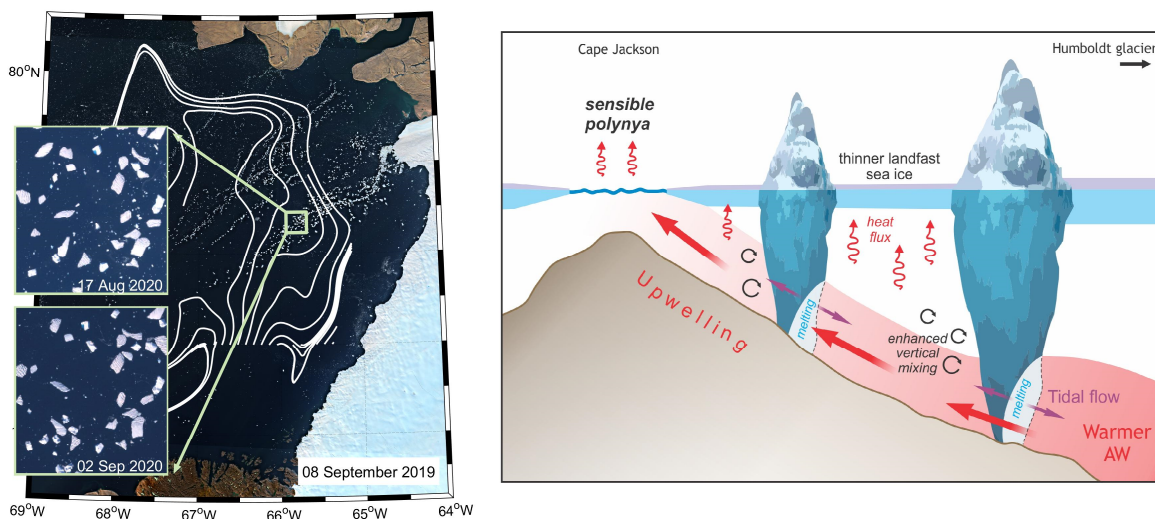 80°N
17 Aug 2020
02 Sep 2020
08 September 2019
69°W
68°W
67°W
66°W
65°W
64°W
Cape Jackson
Humboldt glacier
sensible
polynya
thinner landfast
sea ice
heat
flux
Upwelling
melting
enhanced
vertical
mixing
melting
Tidal flow
Warmer
AW